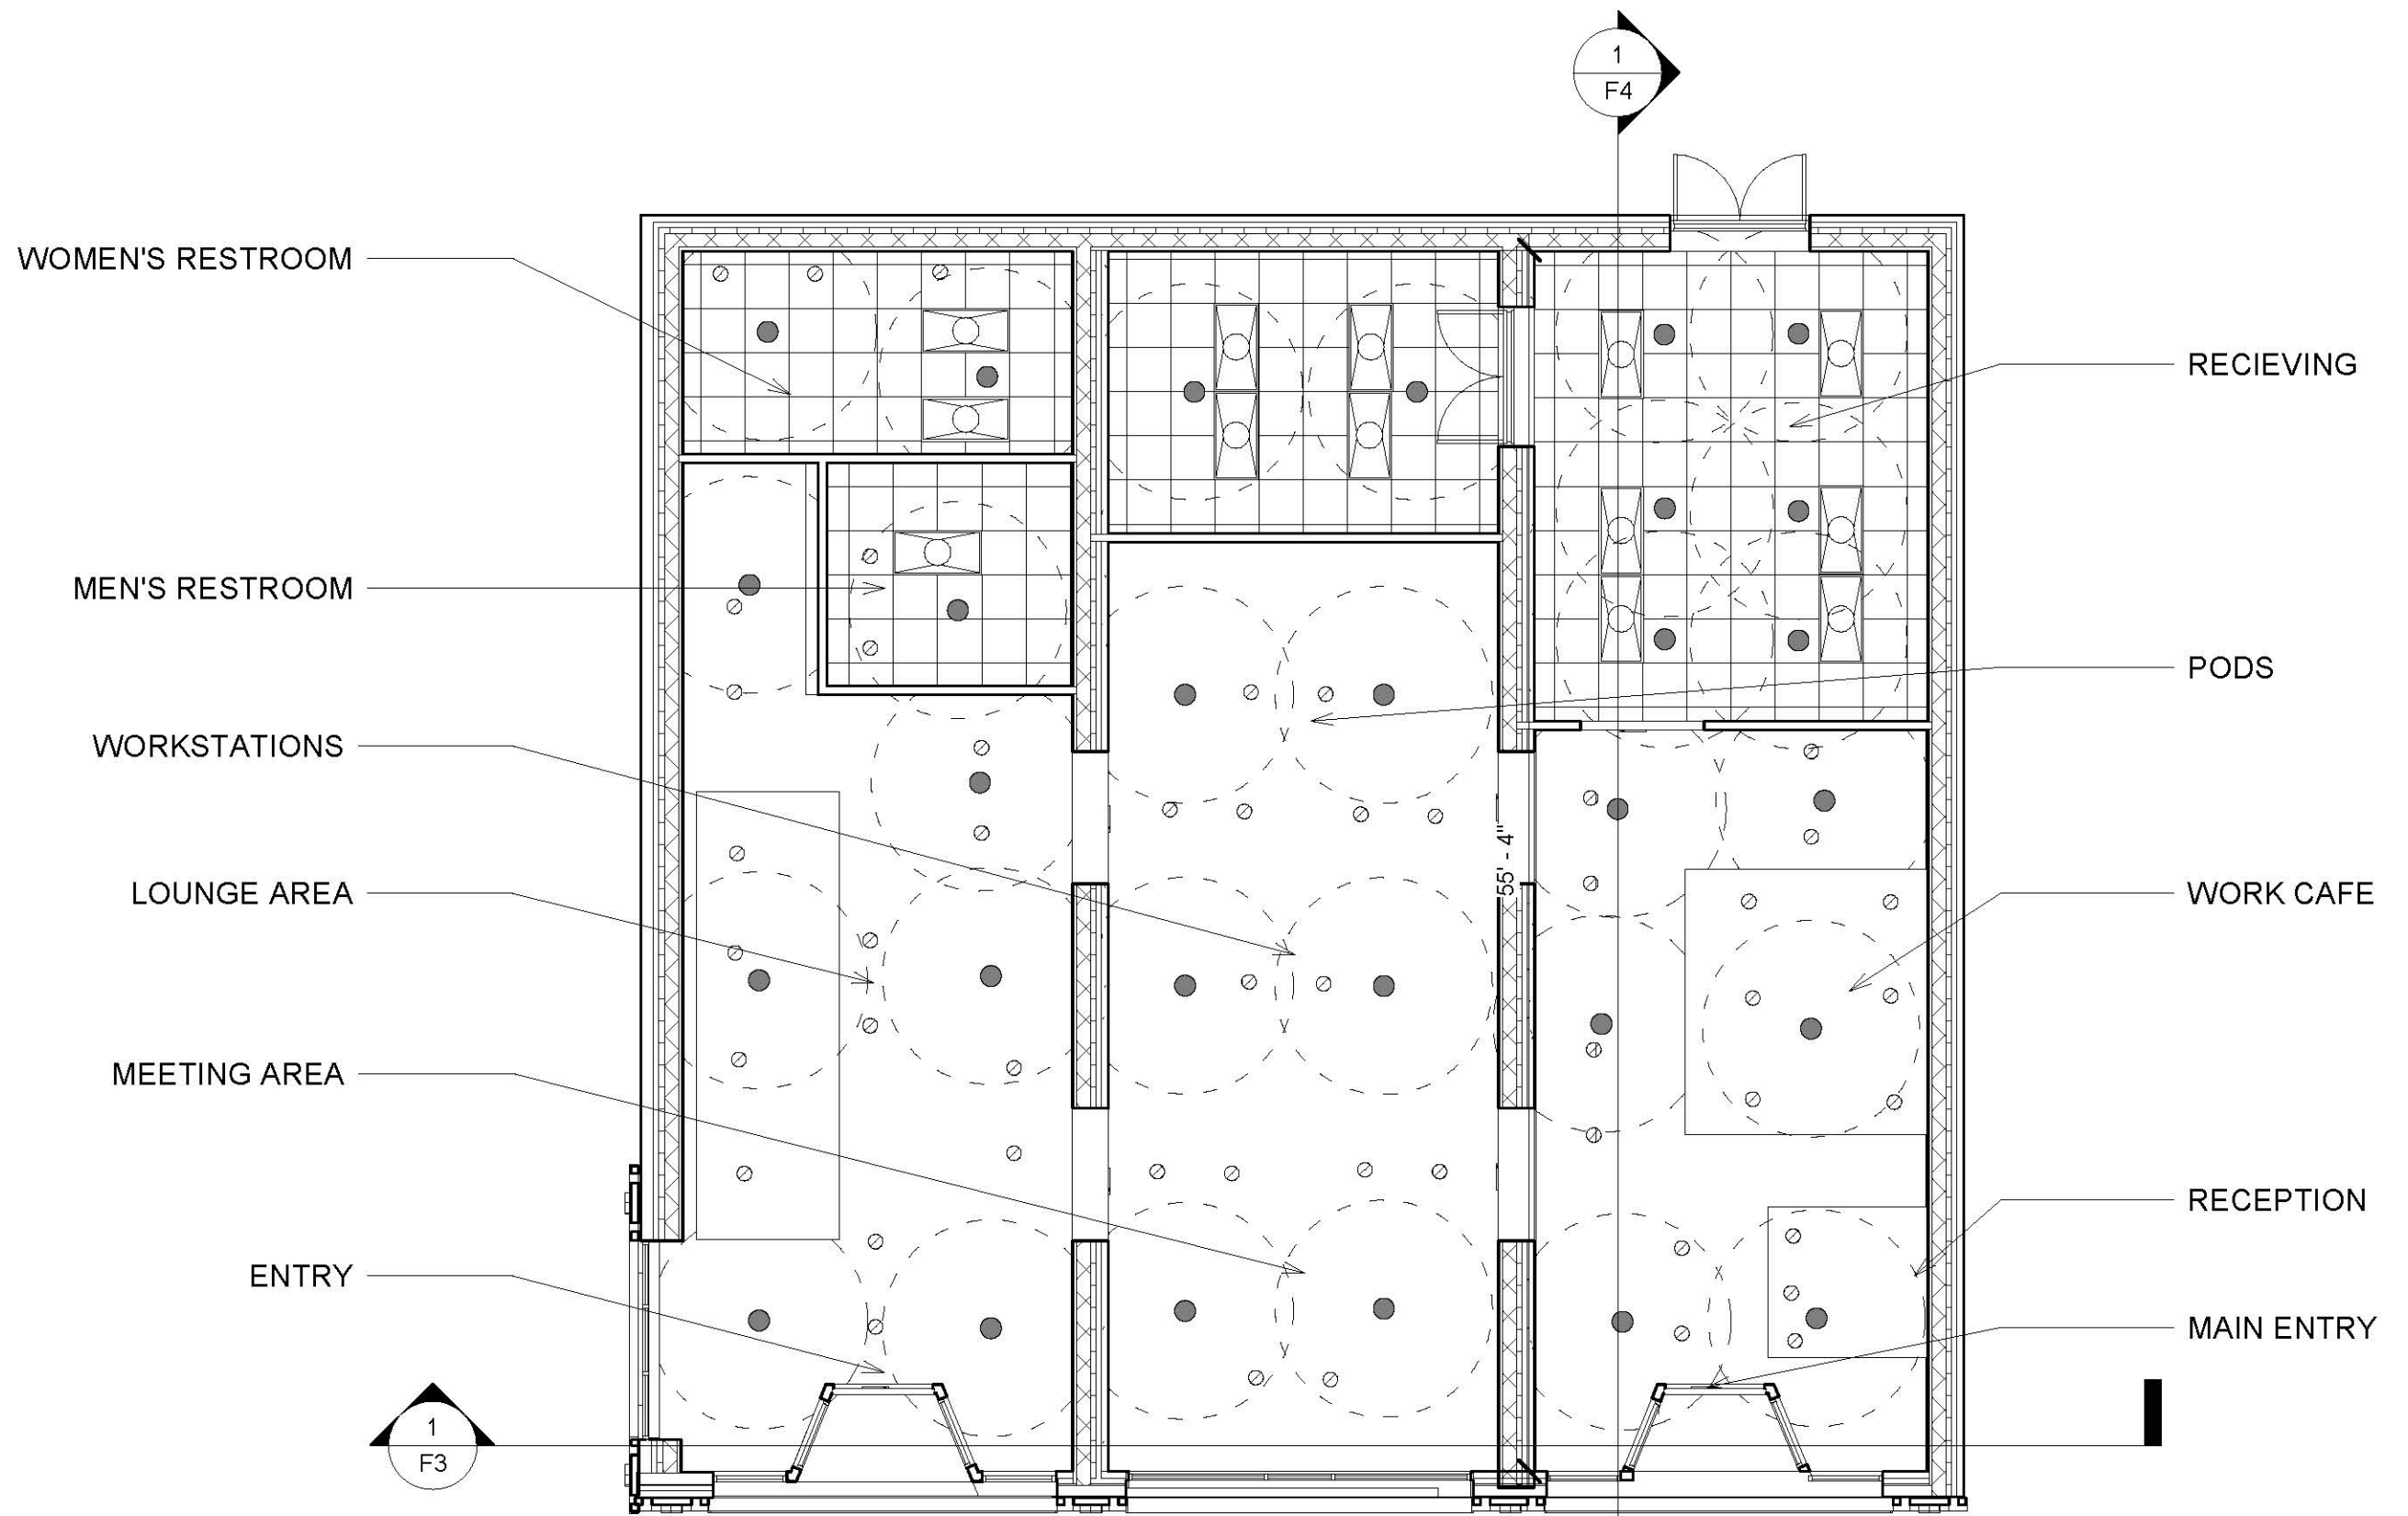 1
F4
WOMEN'S RESTROOM
RECIEVING
MEN'S RESTROOM
PODS
WORKSTATIONS
55' - 4"
LOUNGE AREA
WORK CAFE
MEETING AREA
RECEPTION
ENTRY
MAIN ENTRY
1
F3